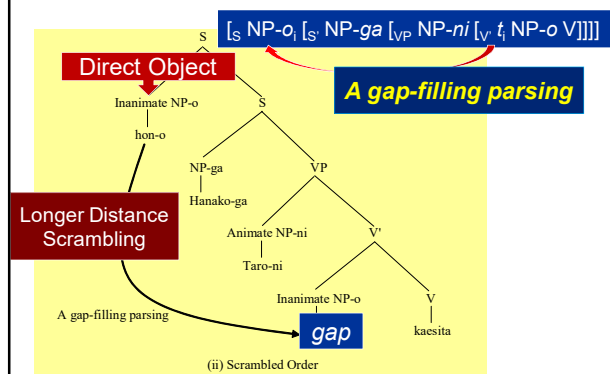 [S NP-oi [S' NP-ga [VP NP-ni [V' ti NP-o V]]]]
S
Direct Object
A gap-filling parsing
Inanimate NP-o
S
hon-o
NP-ga
VP
Hanako-ga
Longer Distance
Scrambling
Animate NP-ni
V'
Taro-ni
Inanimate NP-o
V
A gap-filling parsing
gap
kaesita
(ii) Scrambled Order